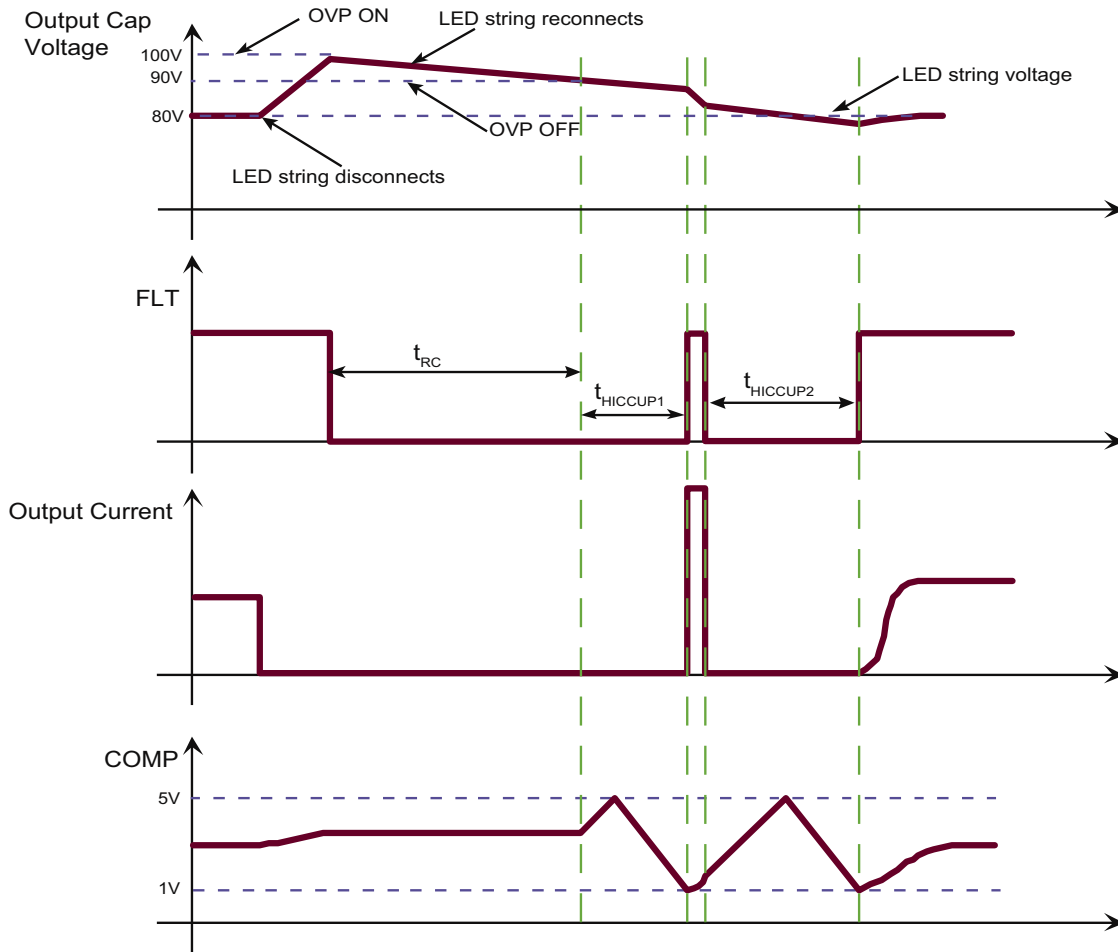 Output Cap
Voltage
OVP ON
LED string reconnects
100V
90V
80V
LED string voltage
OVP OFF
LED string disconnects
FLT
tRC
tHICCUP1
tHICCUP2
Output Current
COMP
5V
1V